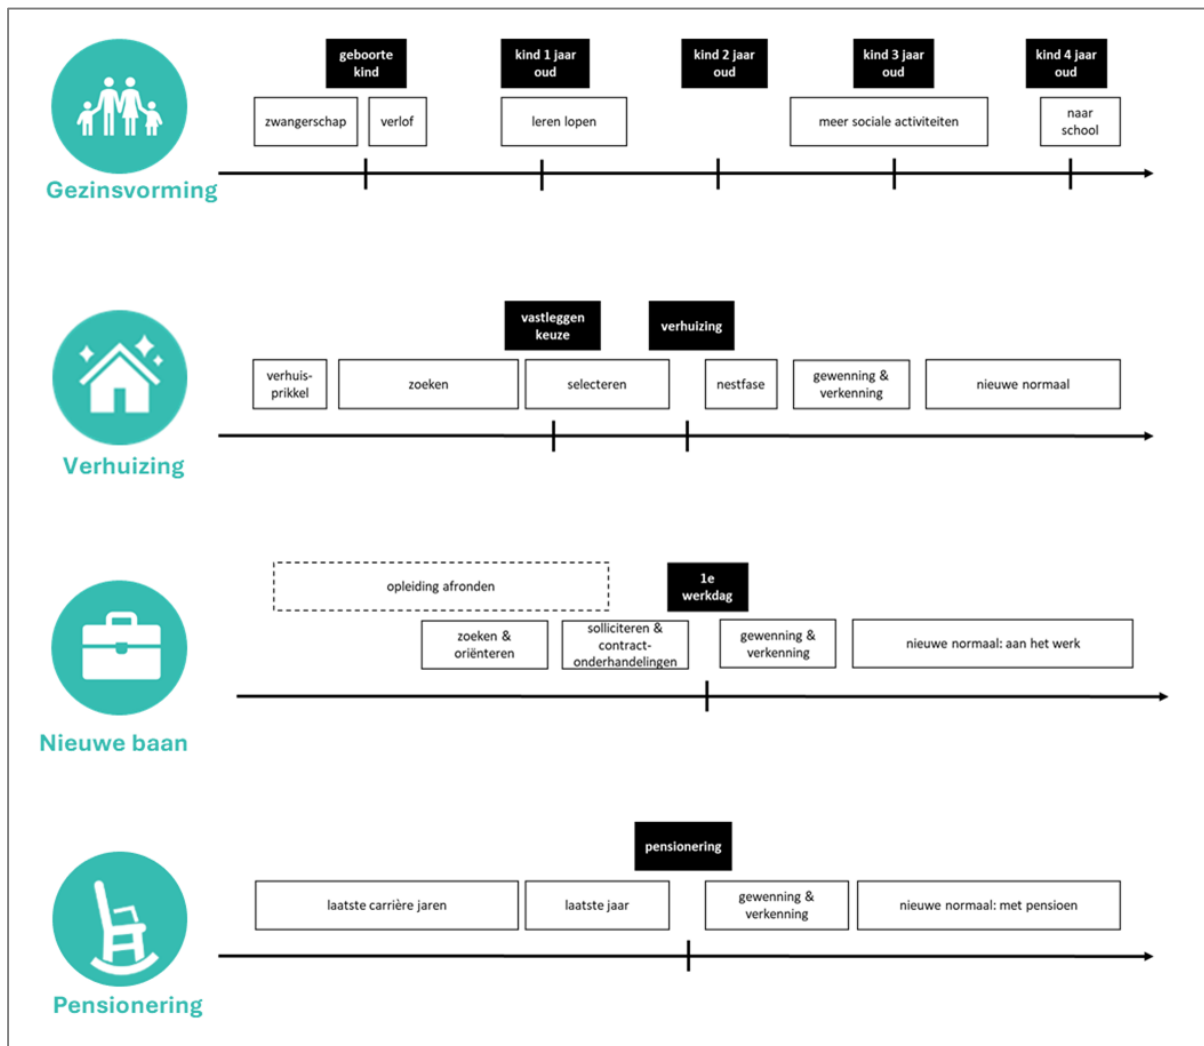 geboorte
kind
kind 1 jaar
oud
kind 2 jaar
oud
kind 3 jaar
oud
kind 4 jaar
oud
zwangerschap
verlof
leren lopen
meer sociale activiteiten
naar
school
Gezinsvorming
vastleggen
keuze
verhuizing
verhuis-
prikkel
zoeken
selecteren
nestfase
gewenning &
verkenning
nieuwe normaal
Verhuizing
opleiding afronden
1e
werkdag
zoeken &
oriënteren
solliciteren &
contract-
onderhandelingen
gewenning &
verkenning
nieuwe normaal: aan het werk
Nieuwe baan
pensionering
laatste carrière jaren
laatste jaar
gewenning &
verkenning
nieuwe normaal: met pensioen
Pensionering